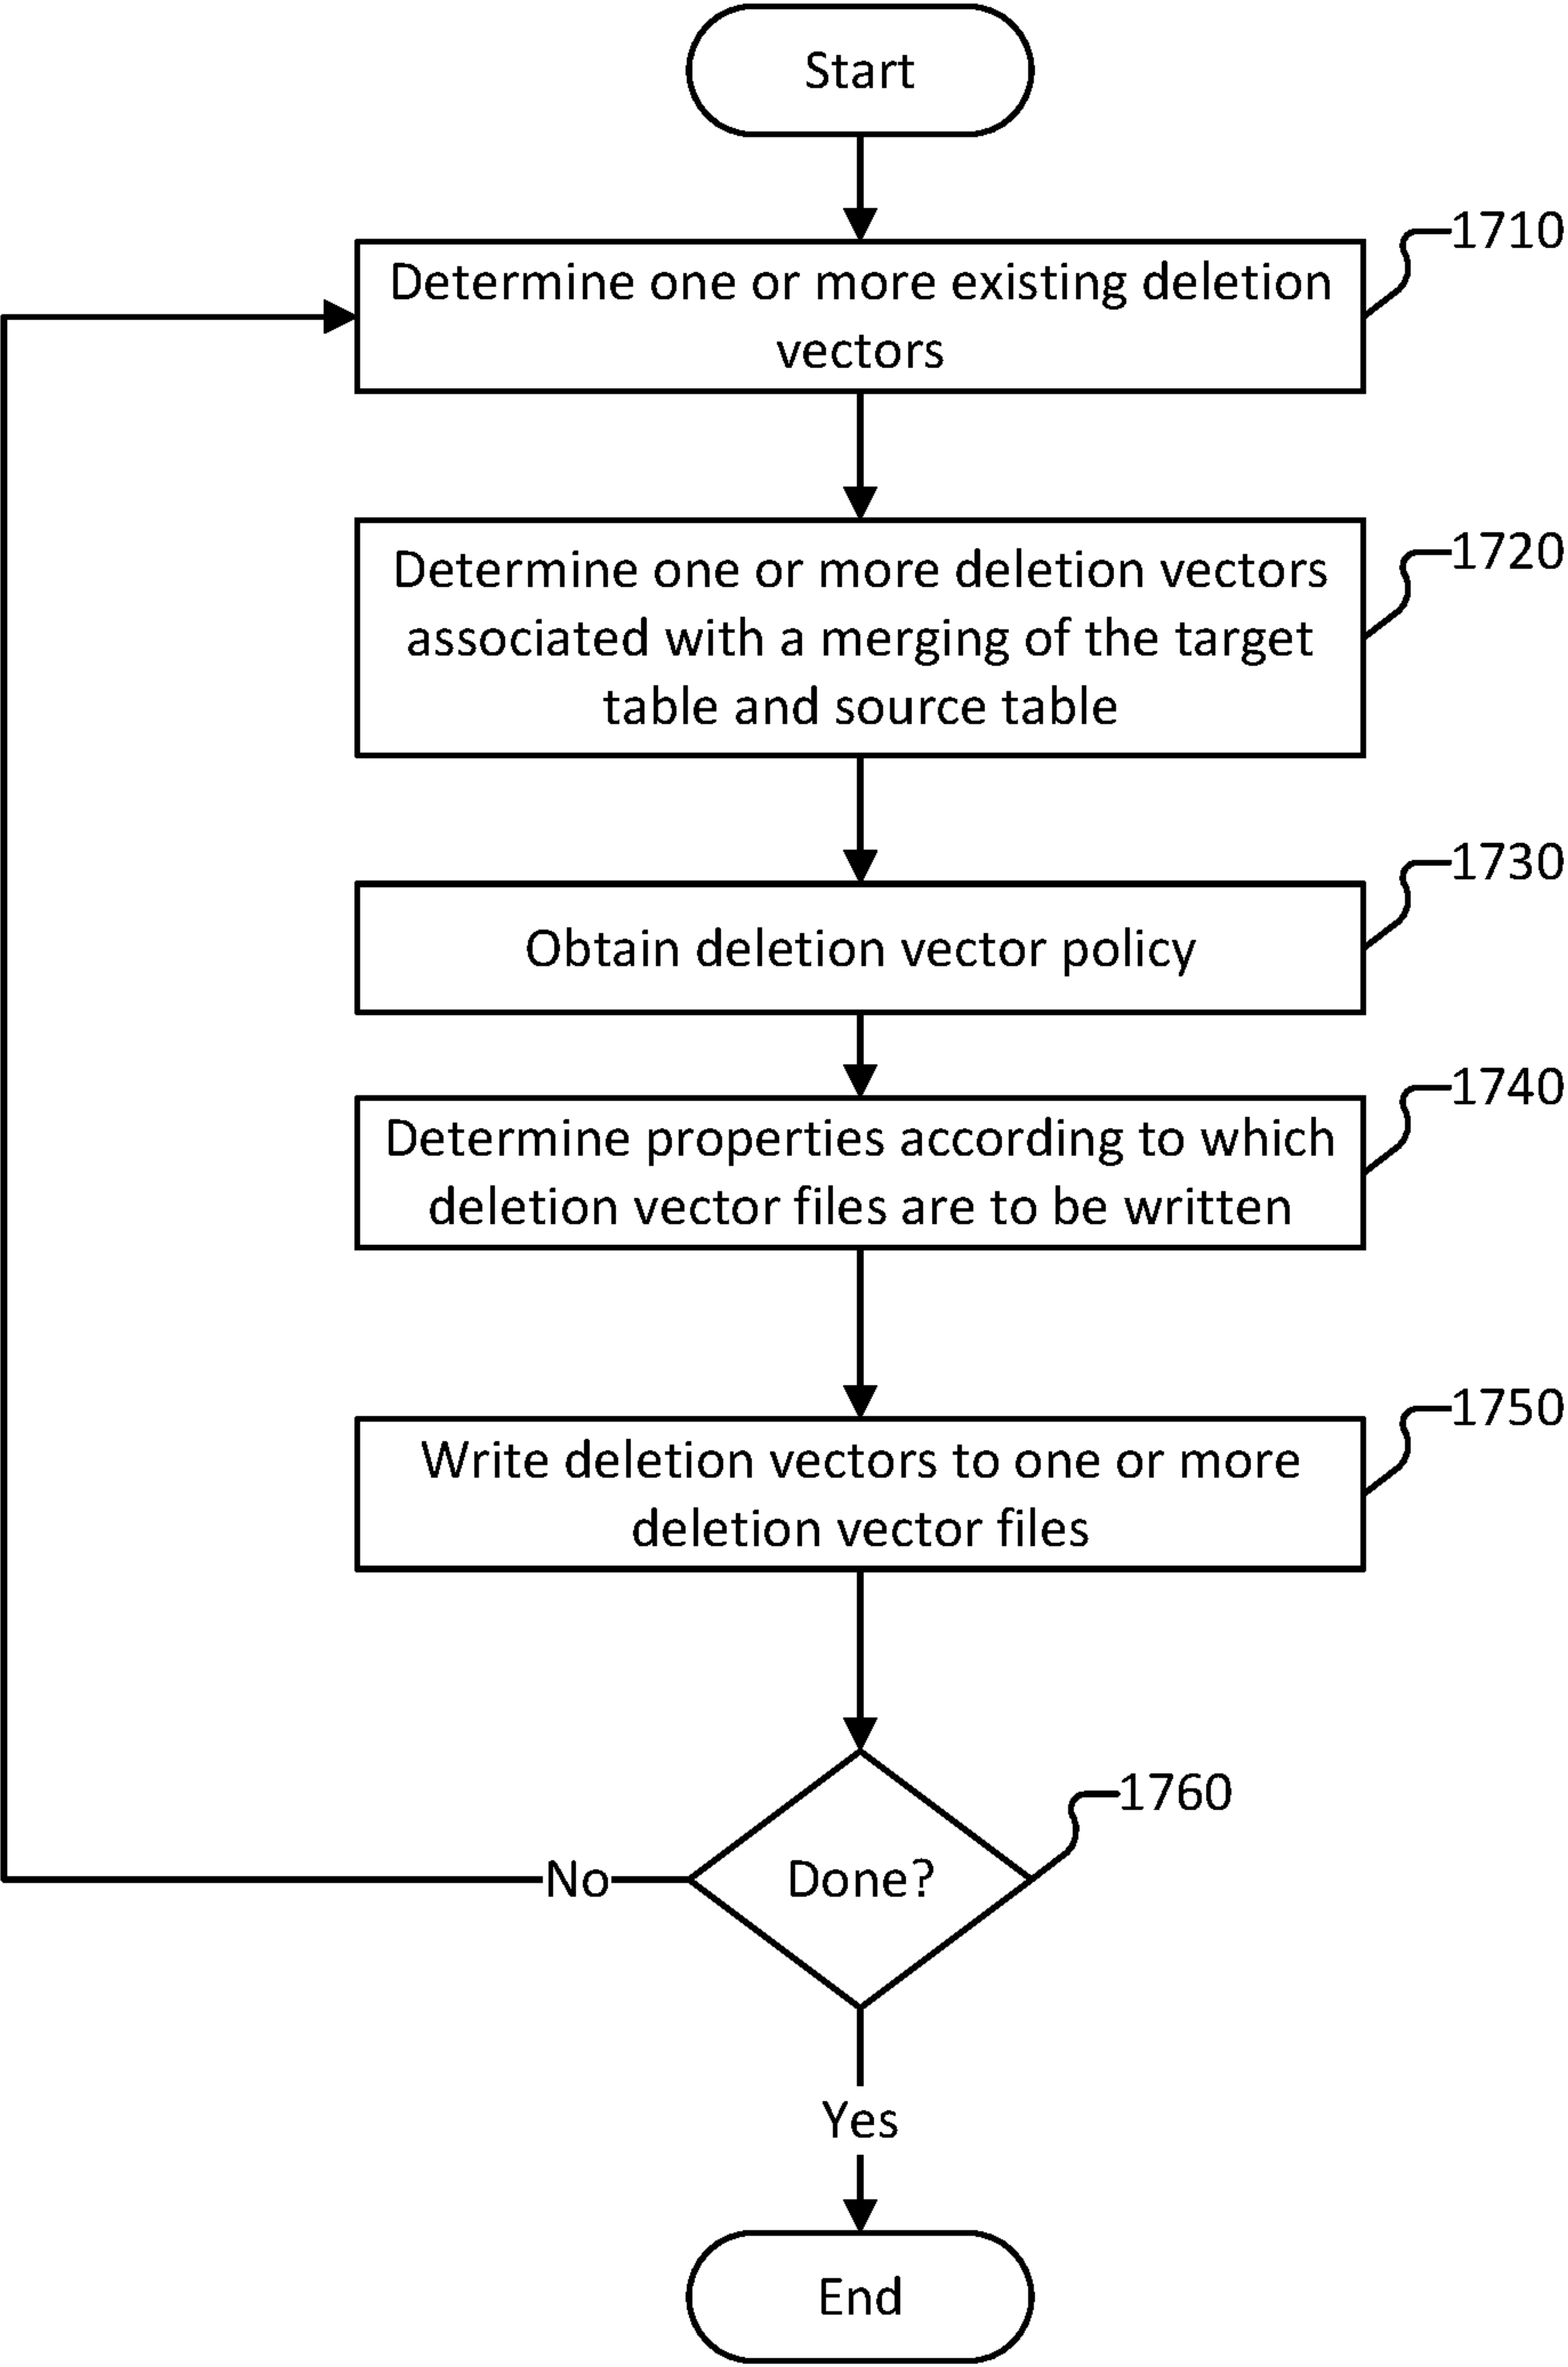 Start
1710
Determine one or more existing deletion
vectors
1720
Determine one or more deletion vectors
associated with a merging of the target
table and source table
1730
Obtain deletion vector policy
1740
Determine properties according to which
deletion vector files are to be written
1750
Write deletion vectors to one or more
deletion vector files
1760
Done?
No
Yes
End